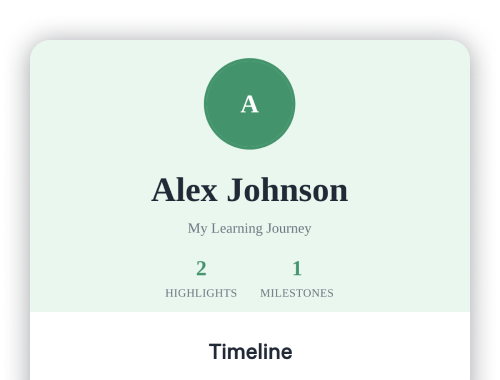 A
Alex Johnson
My Learning Journey
2 1
HIGHLIGHTS MILESTONES
Timeline